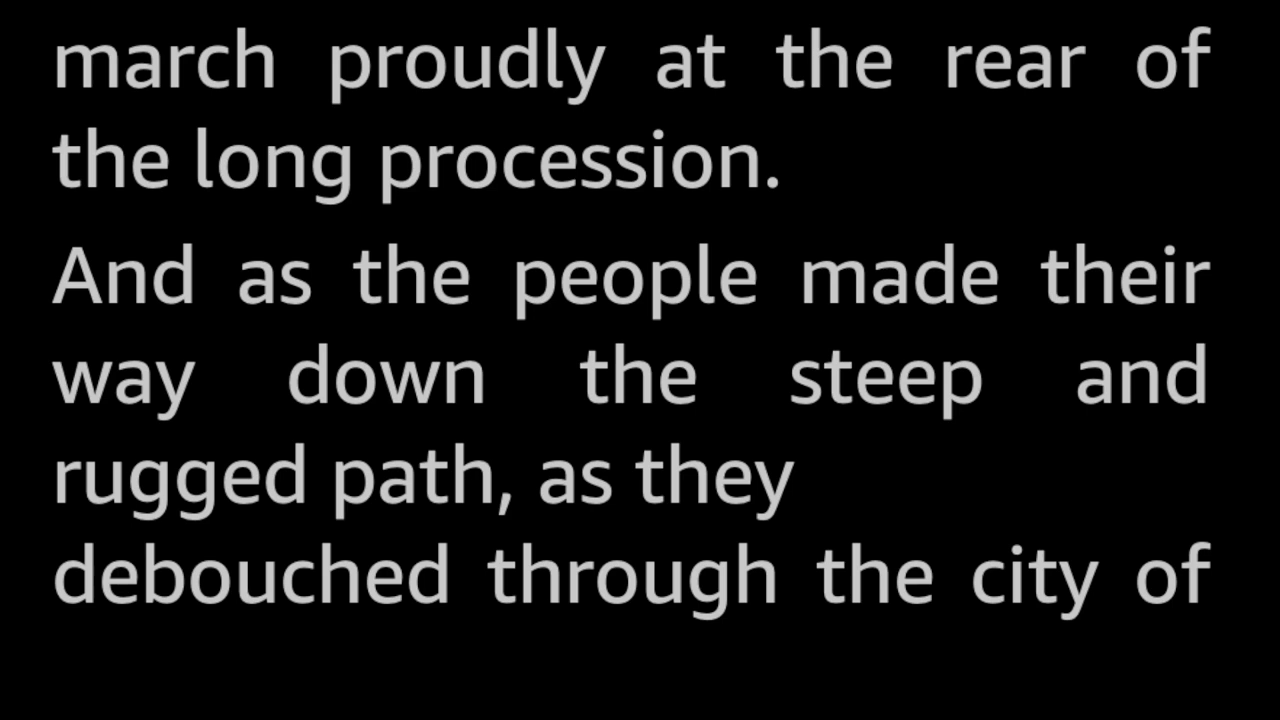 march proudly at the rear of
the long procession.
And as the people made their
way down the steep and
rugged path, as they
debouched through the city of